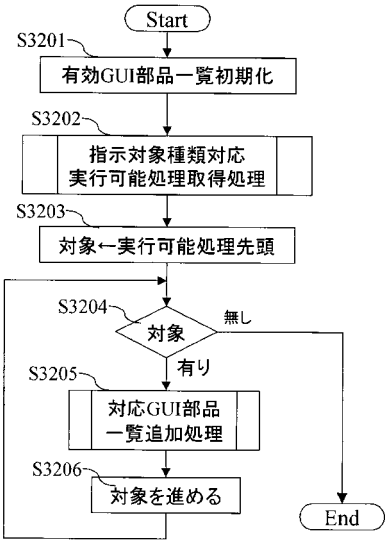 Start
S3201
有効GUI部品一覧初期化
S3202
指示対象種類対応
実行可能処理取得処理
S3203
対象←実行可能処理先頭
S3204
対象
無し
有り
S3205
対応GUI部品
一覧追加処理
S3206
対象を進める
End